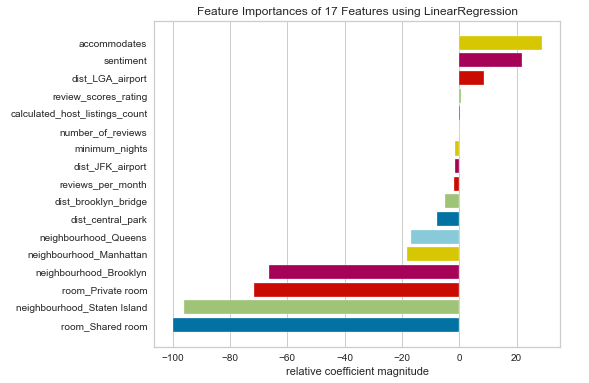 Feature Importances of 17 Features using LinearRegression
accommodates
sentiment
dist_LGA_airport
review_scores_rating
calculated_host_listings_count
number_of_reviews
minimum_nights
dist_JFK_airport
reviews_per_month
dist_brooklyn_bridge
dist_central_park
neighbourhood_Queens
neighbourhood_Manhattan
neighbourhood_Brooklyn
room_Private room
neighbourhood_Staten Island
room_Shared room
−100 −80 −60 −40 −20 0 20
relative coefficient magnitude